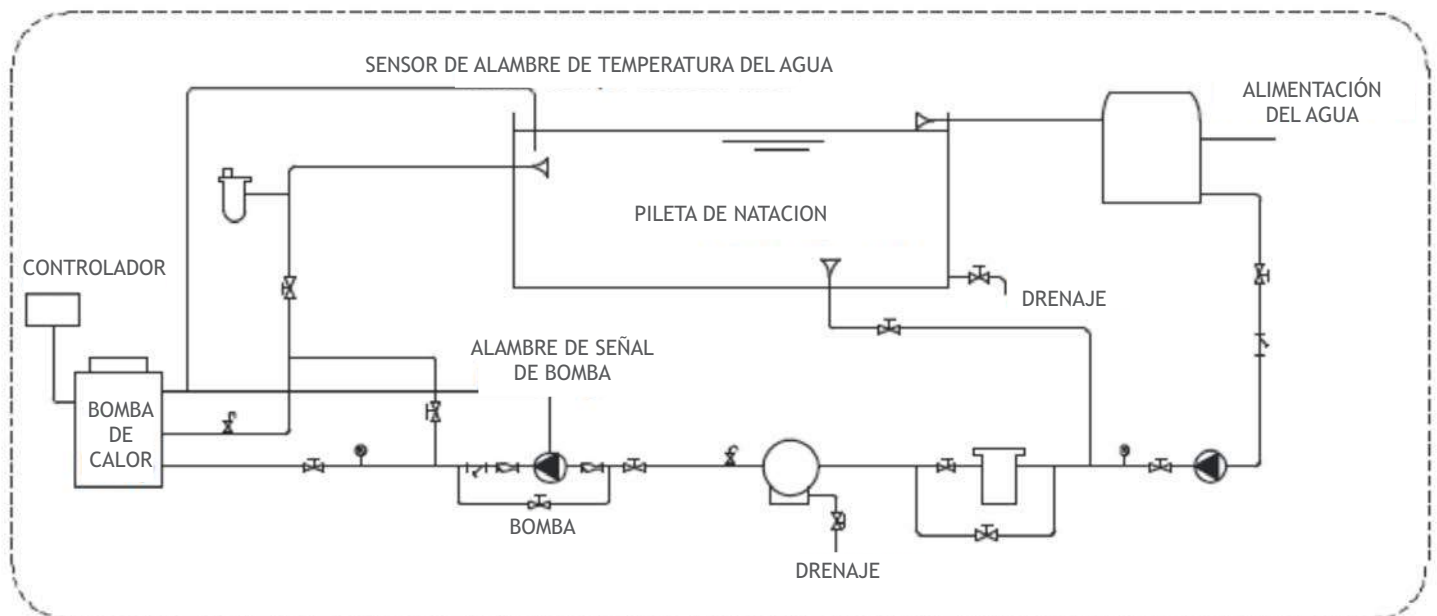 SENSOR DE ALAMBRE DE TEMPERATURA DEL AGUA
ALIMENTACIÓN
DEL AGUA
PILETA DE NATACION
CONTROLADOR
DRENAJE
ALAMBRE DE SEÑAL
DE BOMBA
BOMBA
DE
CALOR
BOMBA
DRENAJE